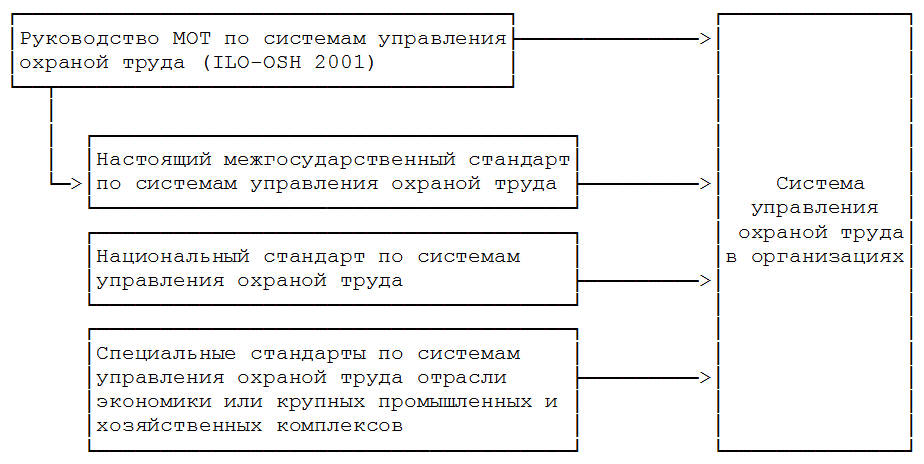 Руководство МОТ по системам управления
охраной труда (ILO-OSH 2001)
Настоящий межгосударственный стандарт
по системам управления охраной труда
Национальный стандарт по системам
управления охраной труда
Специальные стандарты по системам
управления охраной труда отрасли
экономики или крупных промышленных и
хозяйственных комплексов
Система
управления
охраной труда
в организациях